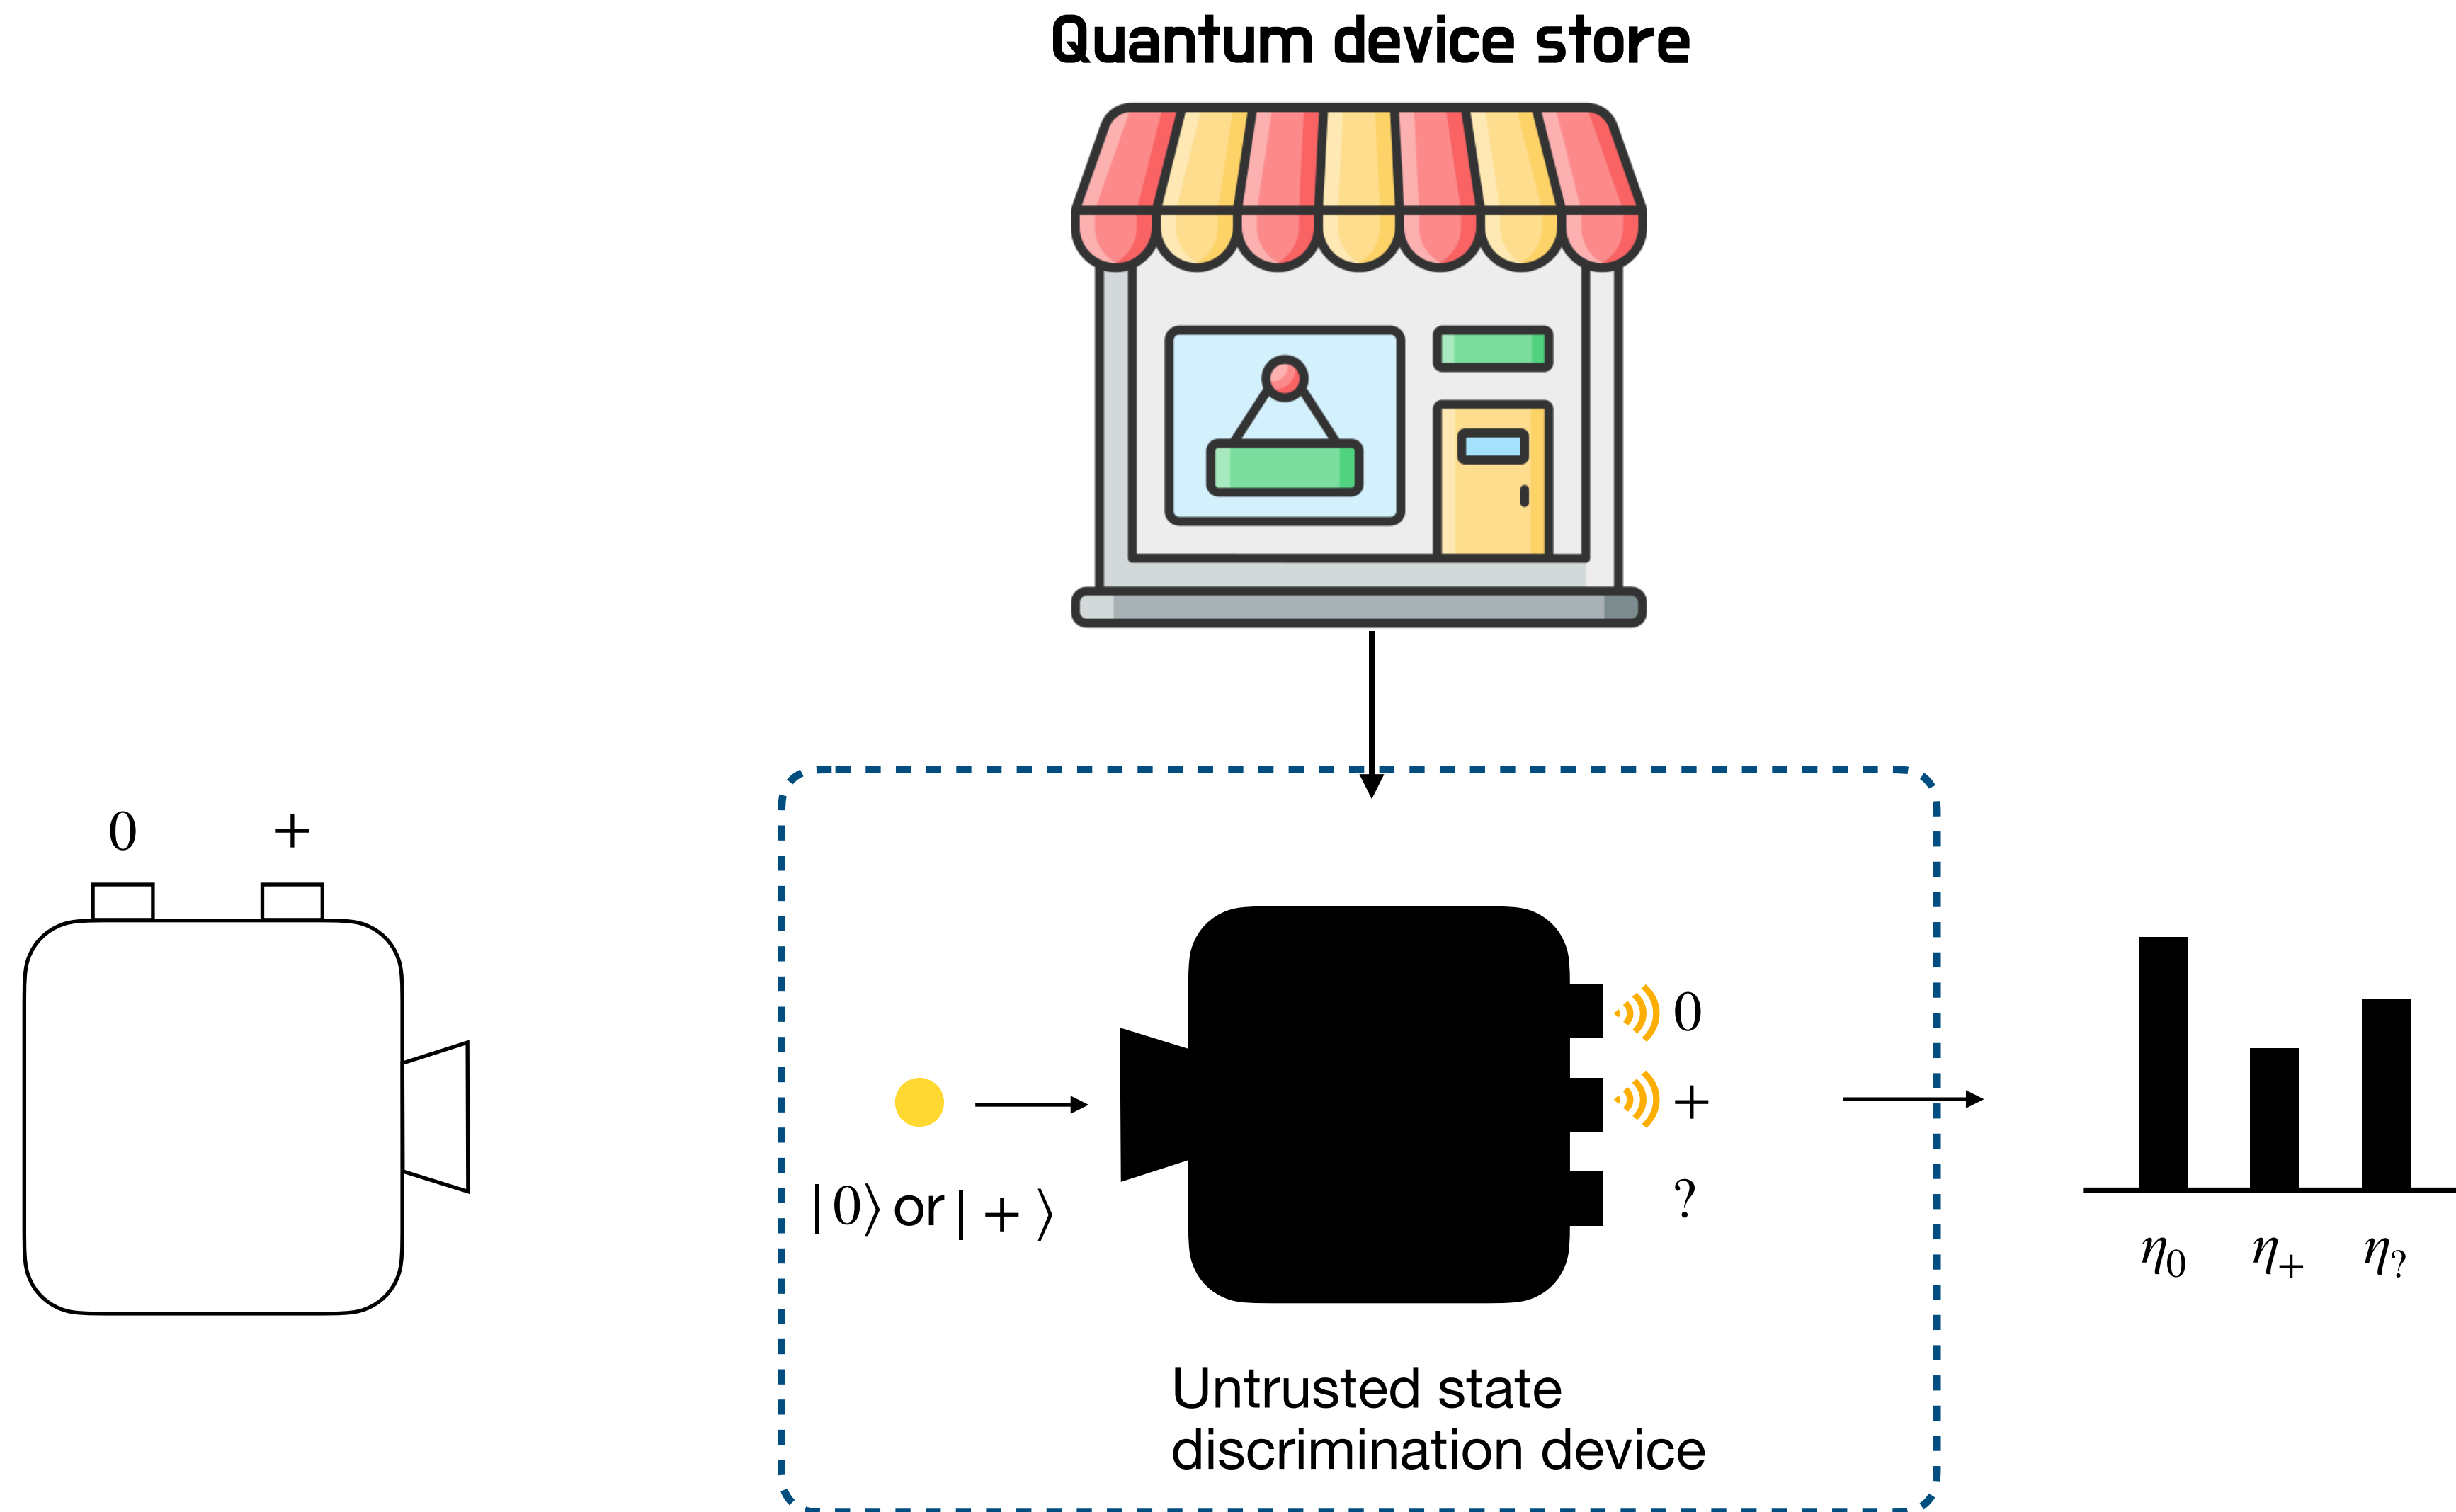 Quantum device store
0 +
0
+
|0⟩ or |+⟩
?
η₀ η₊ η?
Untrusted state
discrimination device